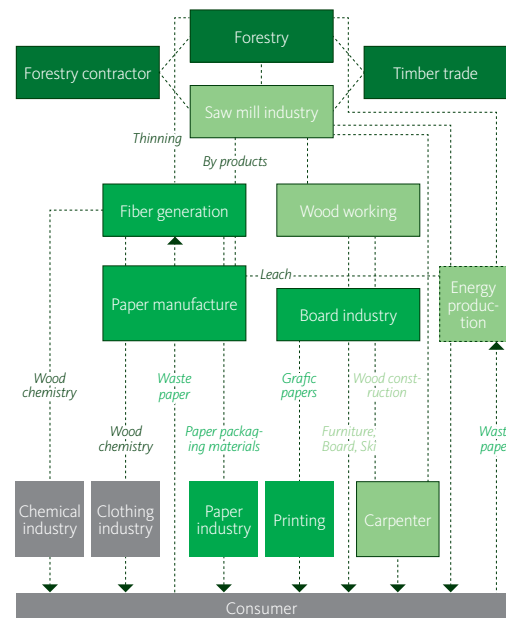 Forestry
Forestry contractor
Timber trade
Saw mill industry
Thinning
By products
Fiber generation
Wood working
Leach
Paper manufacture
Board industry
Energy
produc-
tion
Wood
chemistry
Waste
paper
Grafic
papers
Wood const-
ruction
Wood
chemistry
Paper packag-
ing materials
Furniture,
Board, Ski
Waste
paper
Chemical
industry
Clothing
industry
Paper
industry
Printing
Carpenter
Consumer